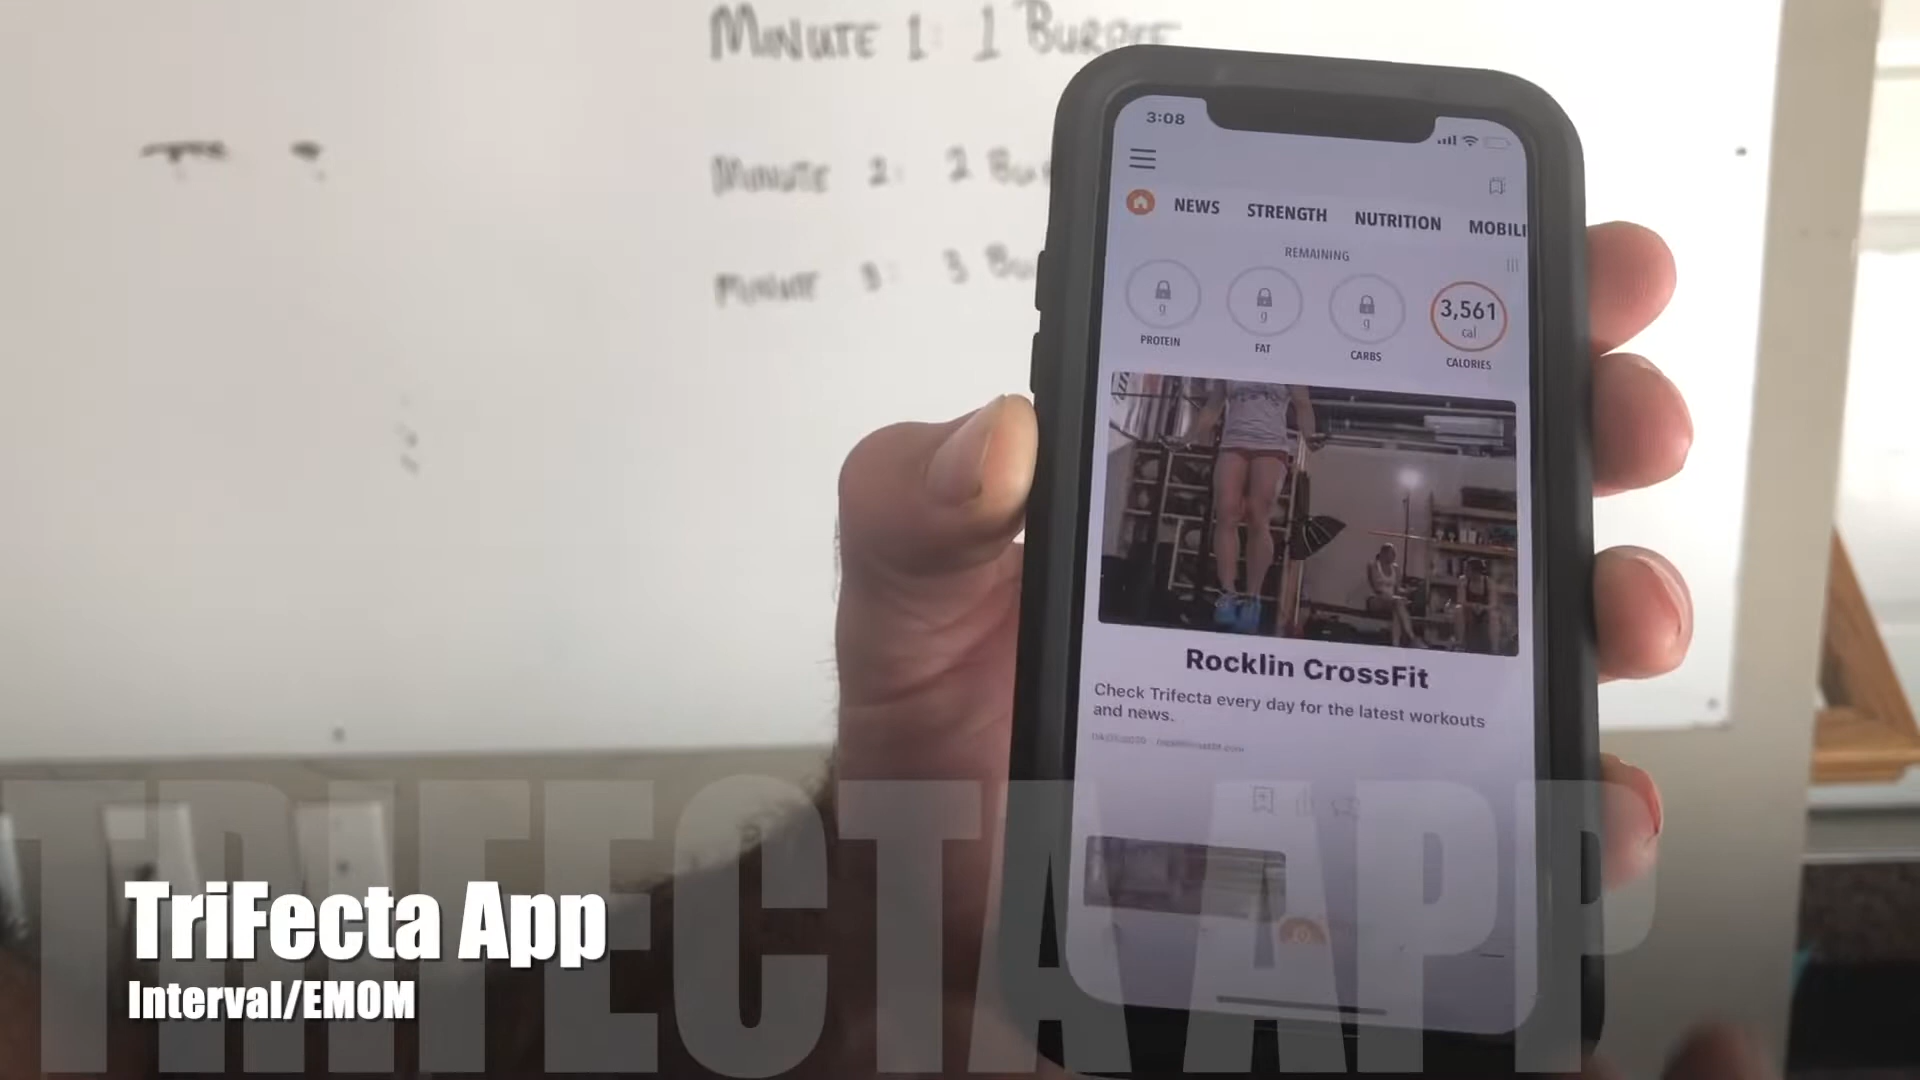 MINUTE 1: 1 BURPEE
MINUTE 2: 2
MINUTE 3: 3
3:08
NEWS STRENGTH NUTRITION MOBILI
REMAINING
g g g 3,561 cal
PROTEIN FAT CARBS CALORIES
Rocklin CrossFit
Check Trifecta every day for the latest workouts
and news.
TRIFECTA APP
TriFecta App
Interval/EMOM